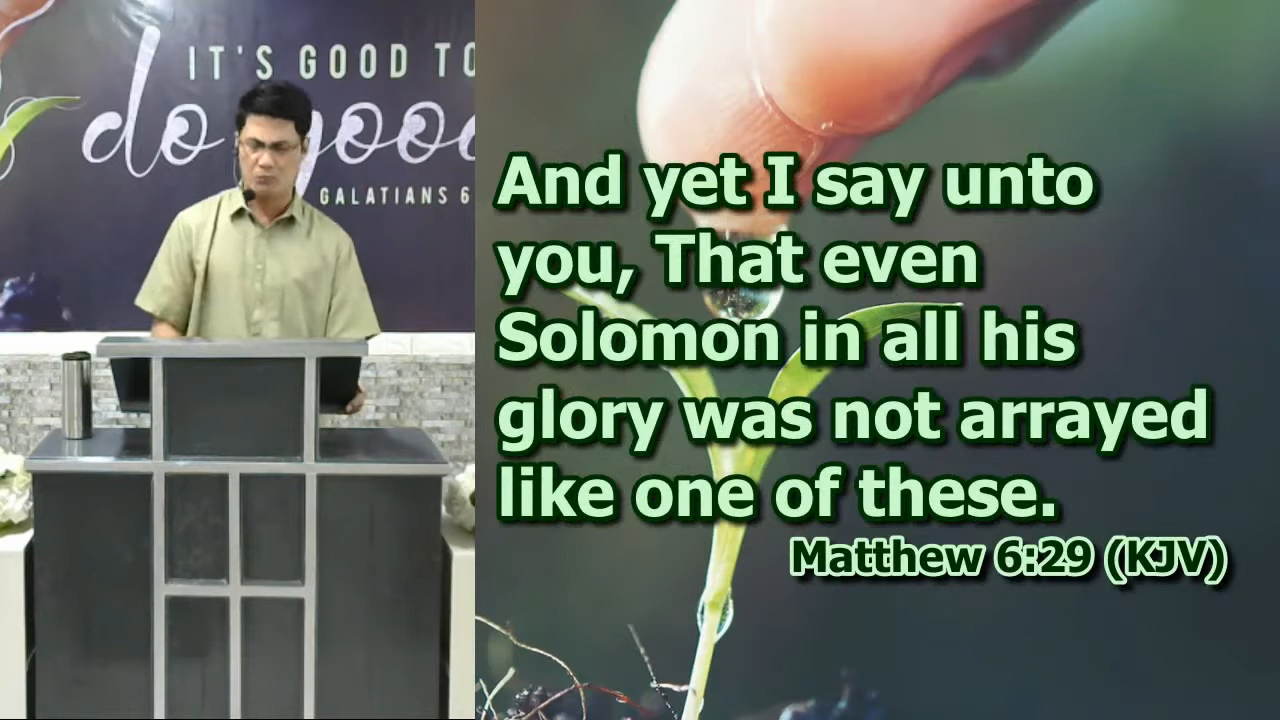 IT'S GOOD TO
do good
GALATIANS 6
And yet I say unto
you, That even
Solomon in all his
glory was not arrayed
like one of these.
Matthew 6:29 (KJV)